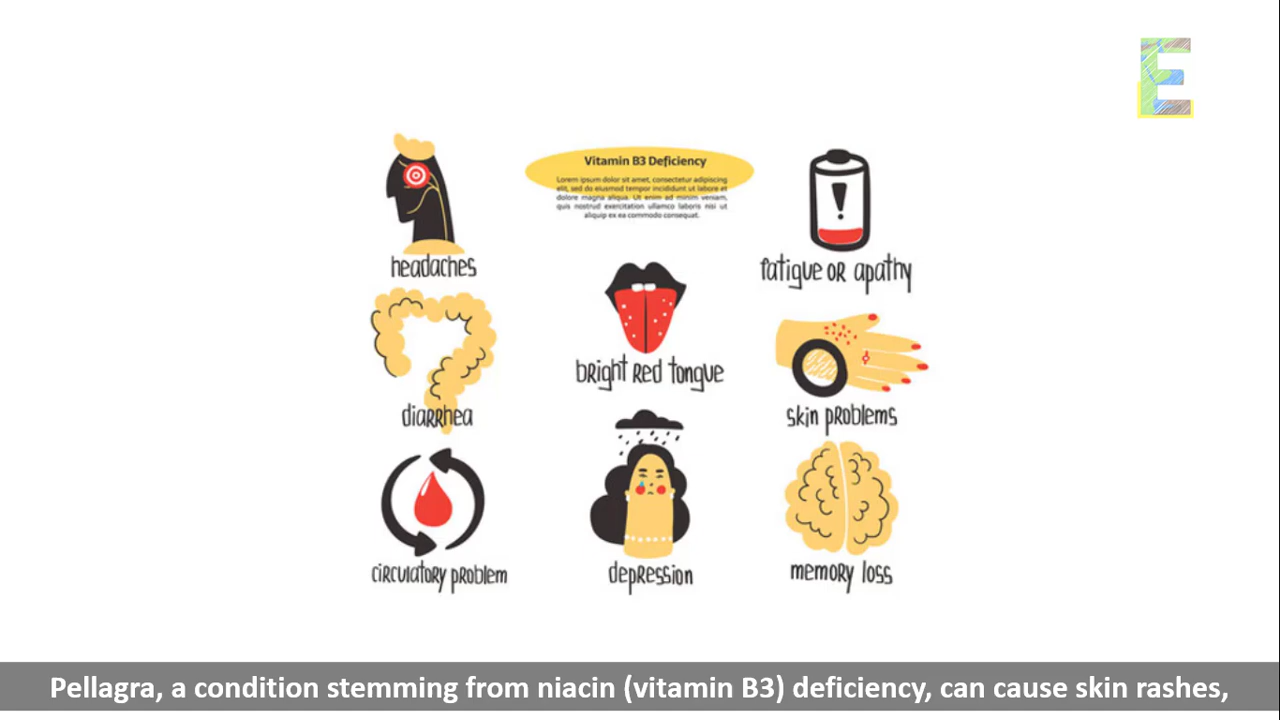 E
Vitamin B3 Deficiency
Lorem ipsum dolor sit amet, consectetur adipiscing
elit, sed do eiusmod tempor incididunt ut labore et
dolore magna aliqua. Ut enim ad minim veniam,
quis nostrud exercitation ullamco laboris nisi ut
aliquip ex ea commodo consequat.
headaches
fatigue or apathy
bright red tongue
diarrhea
skin problems
circulatory problem
depression
memory loss
Pellagra, a condition stemming from niacin (vitamin B3) deficiency, can cause skin rashes,